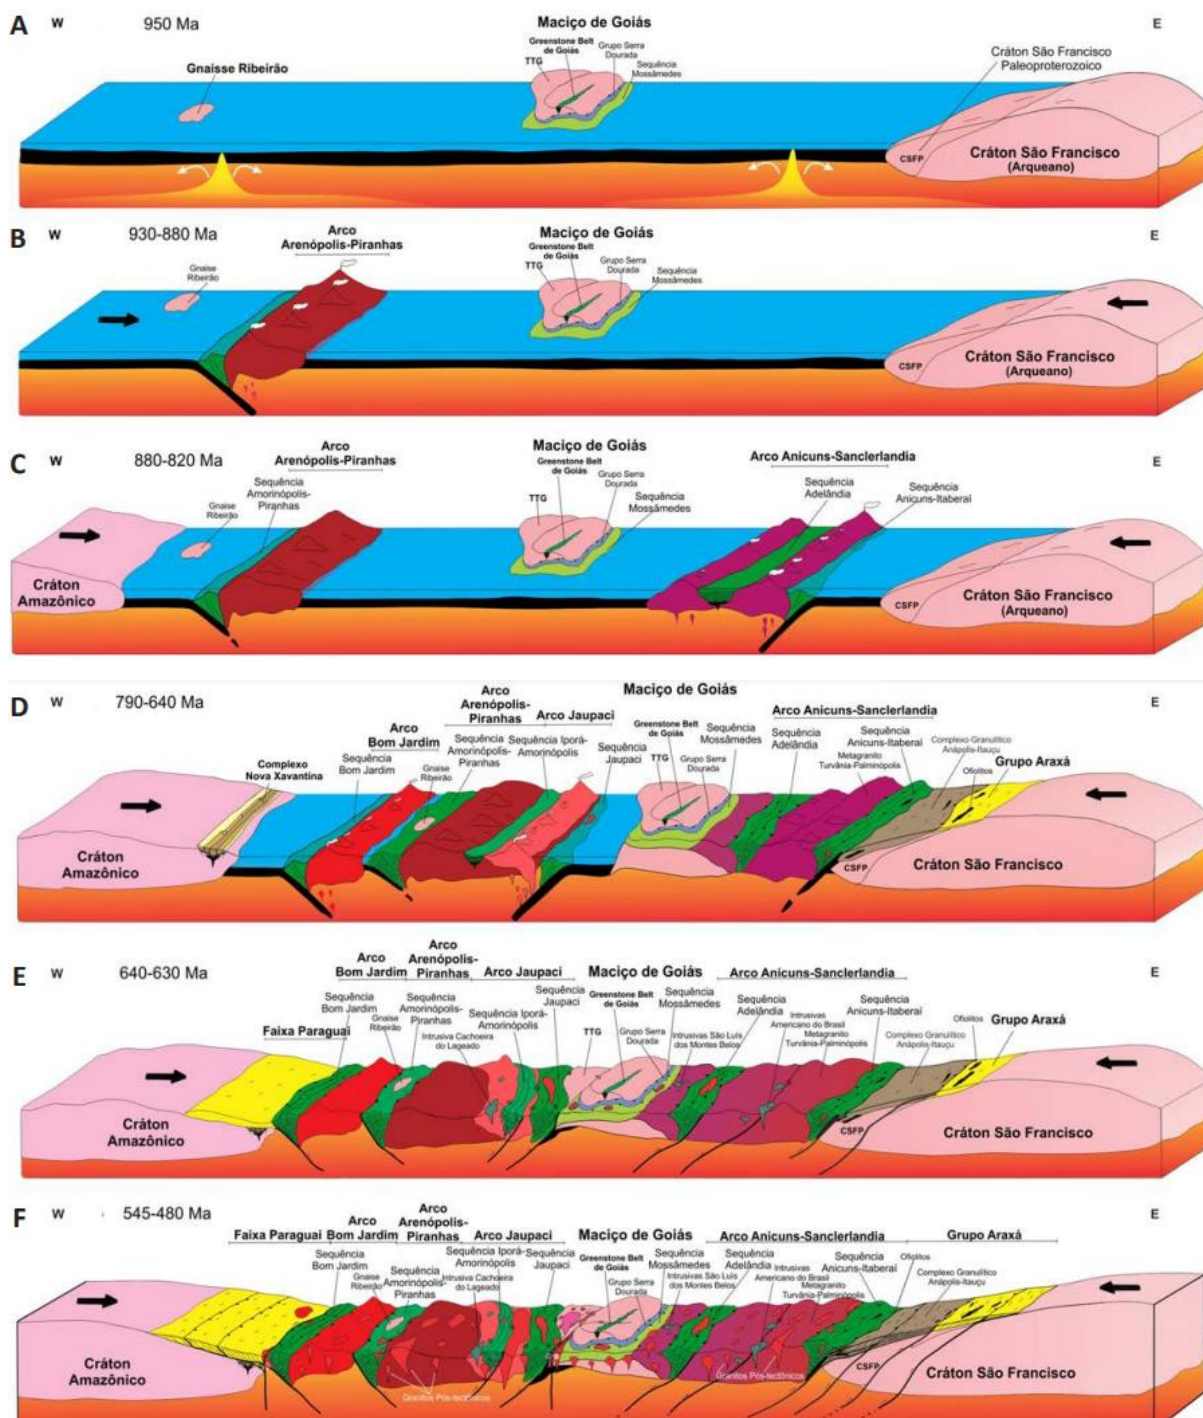 A W 950 Ma Maciço de Goiás E
Greenstone Belt
de Goiás
Grupo Serra
Dourada
TTG
Sequência
Mossâmedes
Gnaisse Ribeirão
Cráton São Francisco
Paleoproterozoico
CSFP
Cráton São Francisco
(Arqueano)
B W 930-880 Ma E
Arco
Arenópolis-Piranhas
Maciço de Goiás
Greenstone Belt
de Goiás
Grupo Serra
Dourada
TTG
Sequência
Mossâmedes
Gnaise
Ribeirão
CSFP
Cráton São Francisco
(Arqueano)
C W 880-820 Ma E
Arco
Arenópolis-Piranhas
Maciço de Goiás
Arco Anicuns-Sanclerlandia
Sequência
Amorinópolis-
Piranhas
Gnaise
Ribeirão
Greenstone Belt
de Goiás
Grupo Serra
Dourada
TTG
Sequência
Mossâmedes
Sequência
Adelândia
Sequência
Anicuns-Itaberaí
Cráton
Amazônico
CSFP
Cráton São Francisco
(Arqueano)
D W 790-640 Ma E
Arco
Arenópolis-
Piranhas
Maciço de Goiás
Arco
Bom Jardim
Arco Jaupaci
Arco Anicuns-Sanclerlandia
Complexo
Nova Xavantina
Sequência
Bom Jardim
Gnaise
Ribeirão
Sequência
Amorinópolis-
Piranhas
Sequência Iporá-
Amorinópolis
Sequência
Jaupaci
Greenstone Belt
de Goiás
TTG
Grupo Serra
Dourada
Sequência
Mossâmedes
Sequência
Adelândia
Metagranito
Turvânia-Palminópolis
Sequência
Anicuns-Itaberaí
Complexo Granulítico
Anápolis-Itauçu
Ofiolitos
Grupo Araxá
Cráton
Amazônico
CSFP
Cráton São Francisco
E W 640-630 Ma E
Arco
Bom Jardim
Arco
Arenópolis-
Piranhas
Arco Jaupaci
Maciço de Goiás
Arco Anicuns-Sanclerlandia
Faixa Paraguai
Sequência
Bom Jardim
Gnaise
Ribeirão
Sequência
Amorinópolis-
Piranhas
Intrusiva Cachoeira
do Lageado
Sequência Iporá-
Amorinópolis
Sequência
Jaupaci
Greenstone Belt
de Goiás
TTG
Grupo Serra
Dourada
Sequência
Mossâmedes
Intrusivas São Luís
dos Montes Belos
Sequência
Adelândia
Intrusivas
Americano do Brasil
Metagranito
Turvânia-Palminópolis
Sequência
Anicuns-Itaberaí
Complexo Granulítico
Anápolis-Itauçu
Ofiolitos
Grupo Araxá
Cráton
Amazônico
CSFP
Cráton São Francisco
F W 545-480 Ma E
Faixa Paraguai
Arco
Bom Jardim
Arco
Arenópolis-
Piranhas
Arco Jaupaci
Maciço de Goiás
Arco Anicuns-Sanclerlandia
Grupo Araxá
Sequência
Bom Jardim
Gnaise
Ribeirão
Sequência
Amorinópolis-
Piranhas
Sequência Iporá-
Amorinópolis
Intrusiva Cachoeira
do Lageado
Sequência
Jaupaci
Greenstone Belt
de Goiás
Grupo Serra
Dourada
Sequência
Mossâmedes
Intrusivas São Luís
dos Montes Belos
Sequência
Adelândia
Intrusivas
Americano do Brasil
Metagranito
Turvânia-Palminópolis
Sequência
Anicuns-Itaberaí
Ofiolitos
Complexo Granulítico
Anápolis-Itauçu
Cráton
Amazônico
Granitos Pós-tectônicos
Granitos Pós-tectônicos
CSFP
Cráton São Francisco